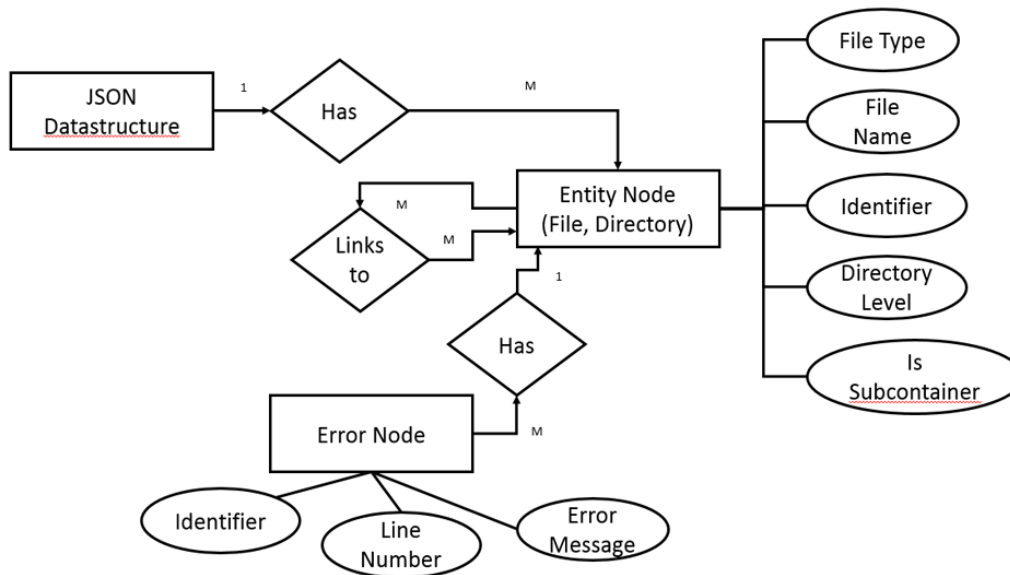 File Type
JSON
Datastructure
1
Has
M
File
Name
Entity Node
(File, Directory)
Identifier
M
Links
to
M
Directory
Level
1
Has
Is
Subcontainer
Error Node
M
Identifier
Line
Number
Error
Message